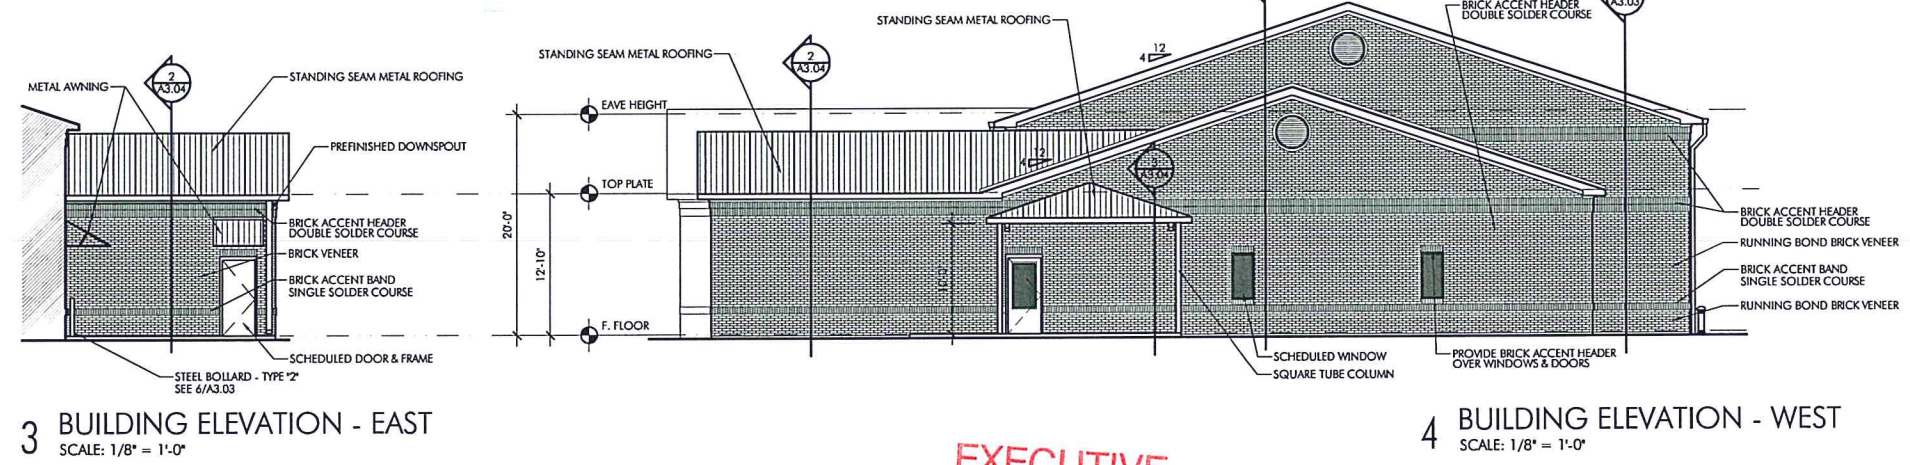 METAL AWNING
2
A3.04
STANDING SEAM METAL ROOFING
PREFINISHED DOWNSPOUT
BRICK ACCENT HEADER
DOUBLE SOLDER COURSE
BRICK VENEER
BRICK ACCENT BAND
SINGLE SOLDER COURSE
SCHEDULED DOOR & FRAME
STEEL BOLLARD - TYPE "2"
SEE 6/A3.03
3 BUILDING ELEVATION - EAST
SCALE: 1/8" = 1'-0"
STANDING SEAM METAL ROOFING
STANDING SEAM METAL ROOFING
2
A3.04
12
4
BRICK ACCENT HEADER
DOUBLE SOLDER COURSE
A3.03
EAVE HEIGHT
TOP PLATE
F. FLOOR
20'-0"
12'-10"
10'-0"
12
4
3
A3.04
BRICK ACCENT HEADER
DOUBLE SOLDER COURSE
RUNNING BOND BRICK VENEER
BRICK ACCENT BAND
SINGLE SOLDER COURSE
RUNNING BOND BRICK VENEER
SCHEDULED WINDOW
SQUARE TUBE COLUMN
PROVIDE BRICK ACCENT HEADER
OVER WINDOWS & DOORS
4 BUILDING ELEVATION - WEST
SCALE: 1/8" = 1'-0"
EXECUTIVE